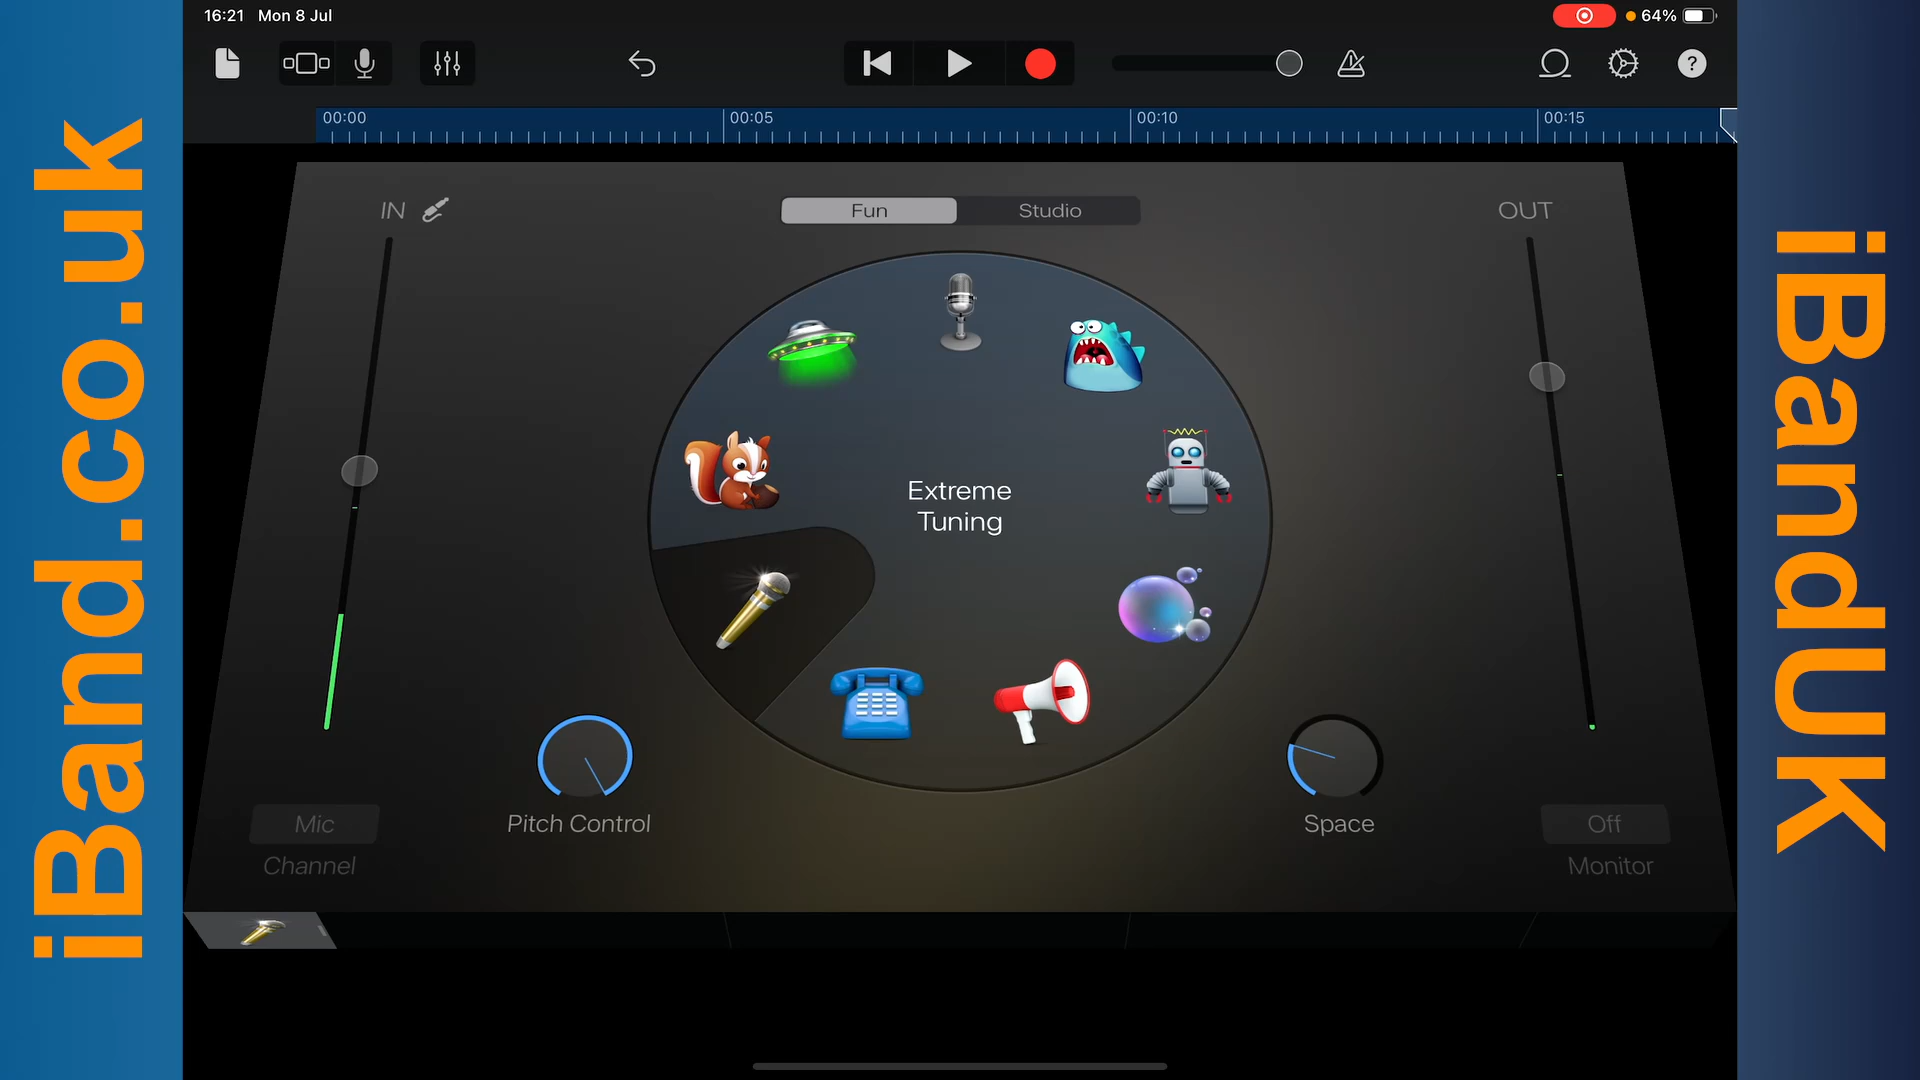 iBand.co.uk
16:21 Mon 8 Jul
64%
?
00:00
00:05
00:10
00:15
IN
Fun
Studio
OUT
Extreme
Tuning
Pitch Control
Space
Mic
Channel
Off
Monitor
iBandUK